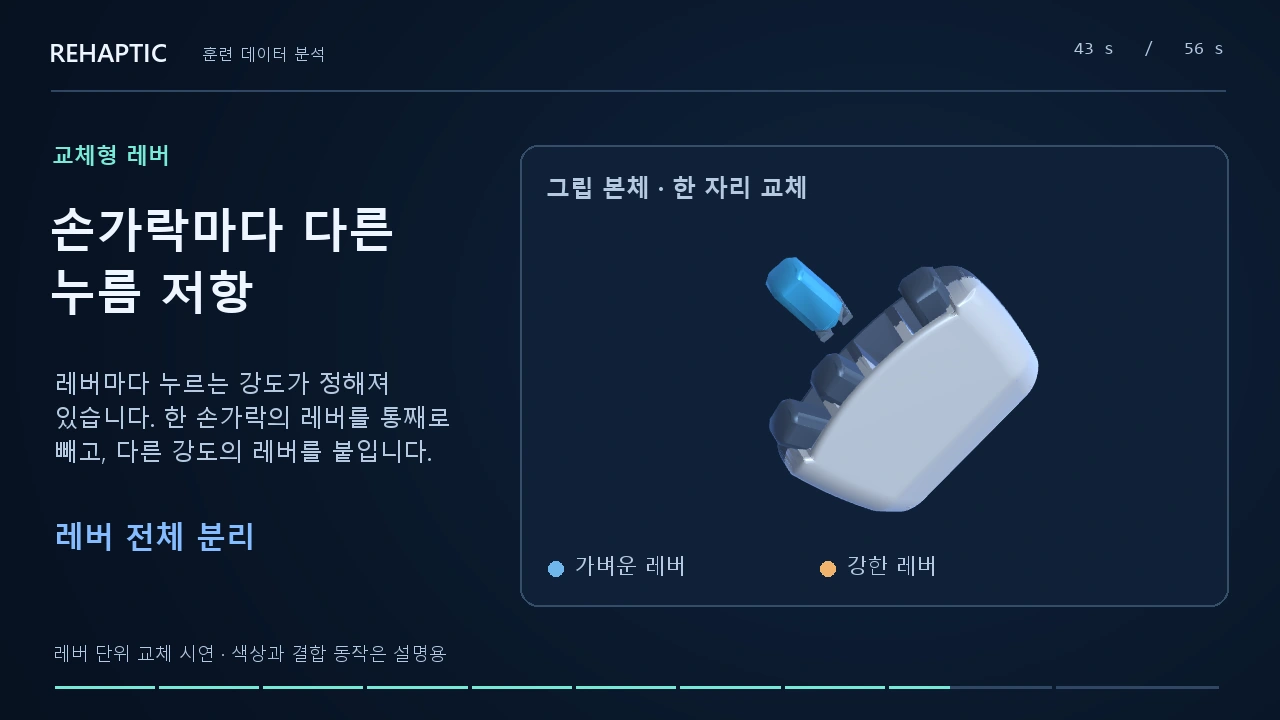 REHAPTIC 훈련 데이터 분석
43 s / 56 s
교체형 레버
손가락마다 다른
누름 저항
레버마다 누르는 강도가 정해져
있습니다. 한 손가락의 레버를 통째로
빼고, 다른 강도의 레버를 붙입니다.
레버 전체 분리
그립 본체 · 한 자리 교체
가벼운 레버
강한 레버
레버 단위 교체 시연 · 색상과 결합 동작은 설명용